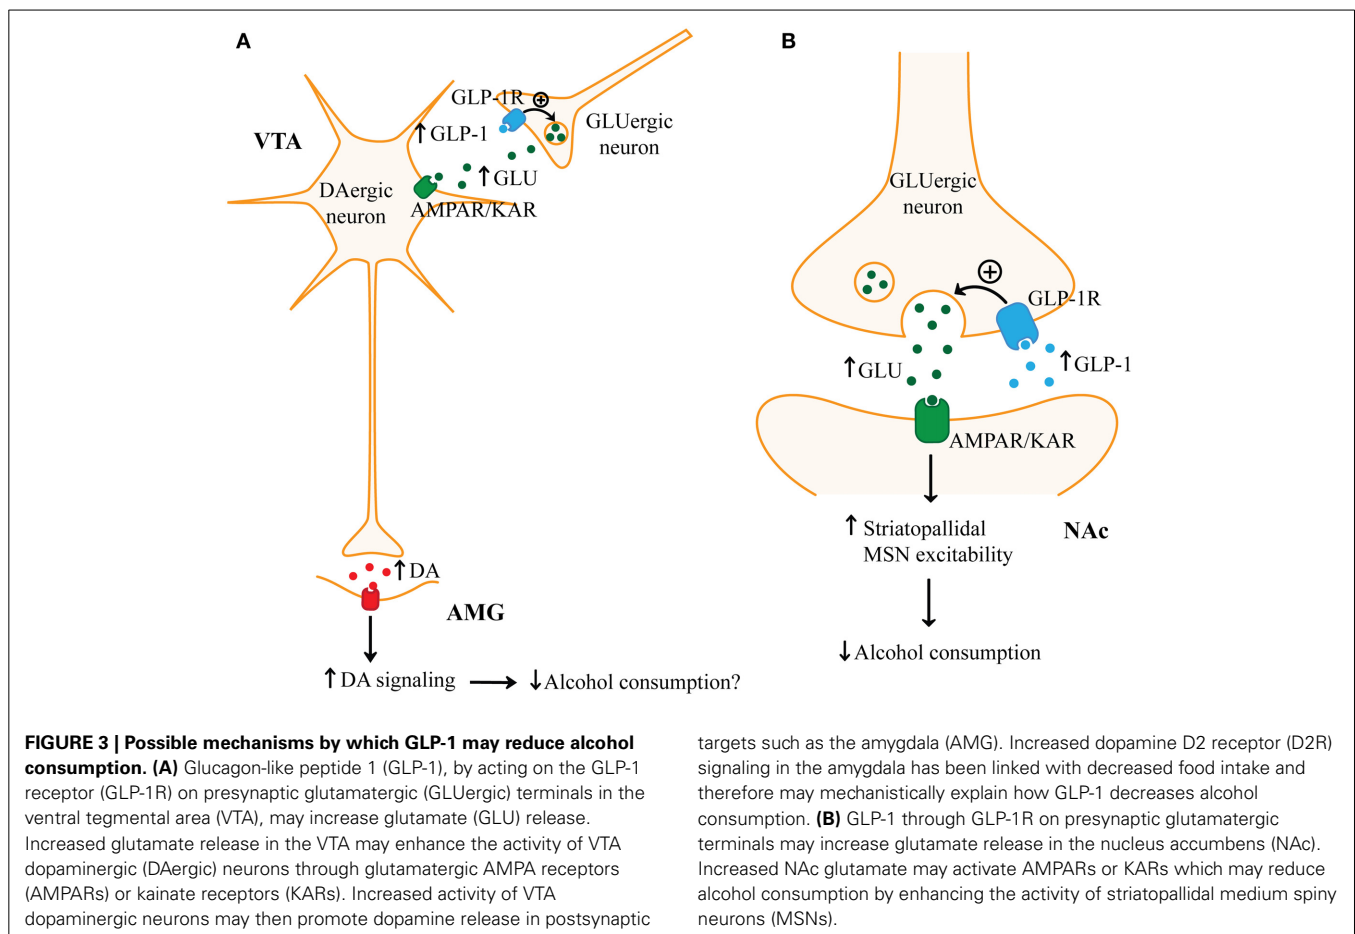 A
GLP-1R
↑ GLP-1
GLUergic
neuron
VTA
↑GLU
DAergic
neuron
AMPAR/KAR
↑DA
AMG
↑DA signaling
↓Alcohol consumption?
B
GLUergic
neuron
GLP-1R
↑GLU
↑GLP-1
AMPAR/KAR
↑ Striatopallidal
MSN excitability
NAc
↓Alcohol consumption
FIGURE 3 | Possible mechanisms by which GLP-1 may reduce alcohol
consumption. (A) Glucagon-like peptide 1 (GLP-1), by acting on the GLP-1
receptor (GLP-1R) on presynaptic glutamatergic (GLUergic) terminals in the
ventral tegmental area (VTA), may increase glutamate (GLU) release.
Increased glutamate release in the VTA may enhance the activity of VTA
dopaminergic (DAergic) neurons through glutamatergic AMPA receptors
(AMPARs) or kainate receptors (KARs). Increased activity of VTA
dopaminergic neurons may then promote dopamine release in postsynaptic
targets such as the amygdala (AMG). Increased dopamine D2 receptor (D2R)
signaling in the amygdala has been linked with decreased food intake and
therefore may mechanistically explain how GLP-1 decreases alcohol
consumption. (B) GLP-1 through GLP-1R on presynaptic glutamatergic
terminals may increase glutamate release in the nucleus accumbens (NAc).
Increased NAc glutamate may activate AMPARs or KARs which may reduce
alcohol consumption by enhancing the activity of striatopallidal medium spiny
neurons (MSNs).